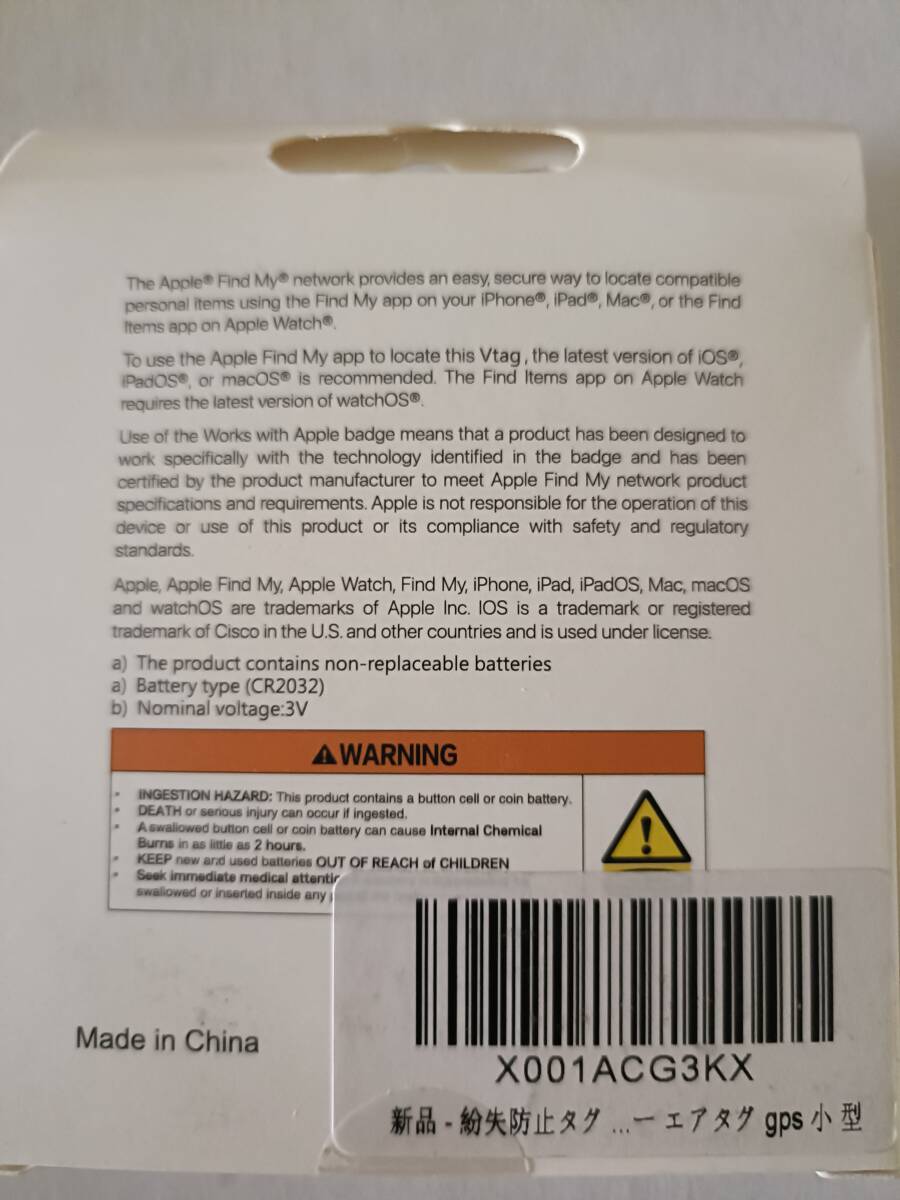 The Apple® Find My® network provides an easy, secure way to locate compatible
personal items using the Find My app on your iPhone®, iPad®, Mac®, or the Find
Items app on Apple Watch®.
To use the Apple Find My app to locate this Vtag, the latest version of iOS®,
iPadOS®, or macOS® is recommended. The Find Items app on Apple Watch
requires the latest version of watchOS®.
Use of the Works with Apple badge means that a product has been designed to
work specifically with the technology identified in the badge and has been
certified by the product manufacturer to meet Apple Find My network product
specifications and requirements. Apple is not responsible for the operation of this
device or use of this product or its compliance with safety and regulatory
standards.
Apple, Apple Find My, Apple Watch, Find My, iPhone, iPad, iPadOS, Mac, macOS
and watchOS are trademarks of Apple Inc. IOS is a trademark or registered
trademark of Cisco in the U.S. and other countries and is used under license.
a) The product contains non-replaceable batteries
a) Battery type (CR2032)
b) Nominal voltage:3V
WARNING
• INGESTION HAZARD: This product contains a button cell or coin battery.
• DEATH or serious injury can occur if ingested.
• A swallowed button cell or coin battery can cause Internal Chemical
Burns in as little as 2 hours.
• KEEP new and used batteries OUT OF REACH of CHILDREN
• Seek immediate medical
swallowed or inserted inside any
Made in China
X001ACG3KX
新品 - 紛失防止タグ ...ー エアタグ gps 小 型